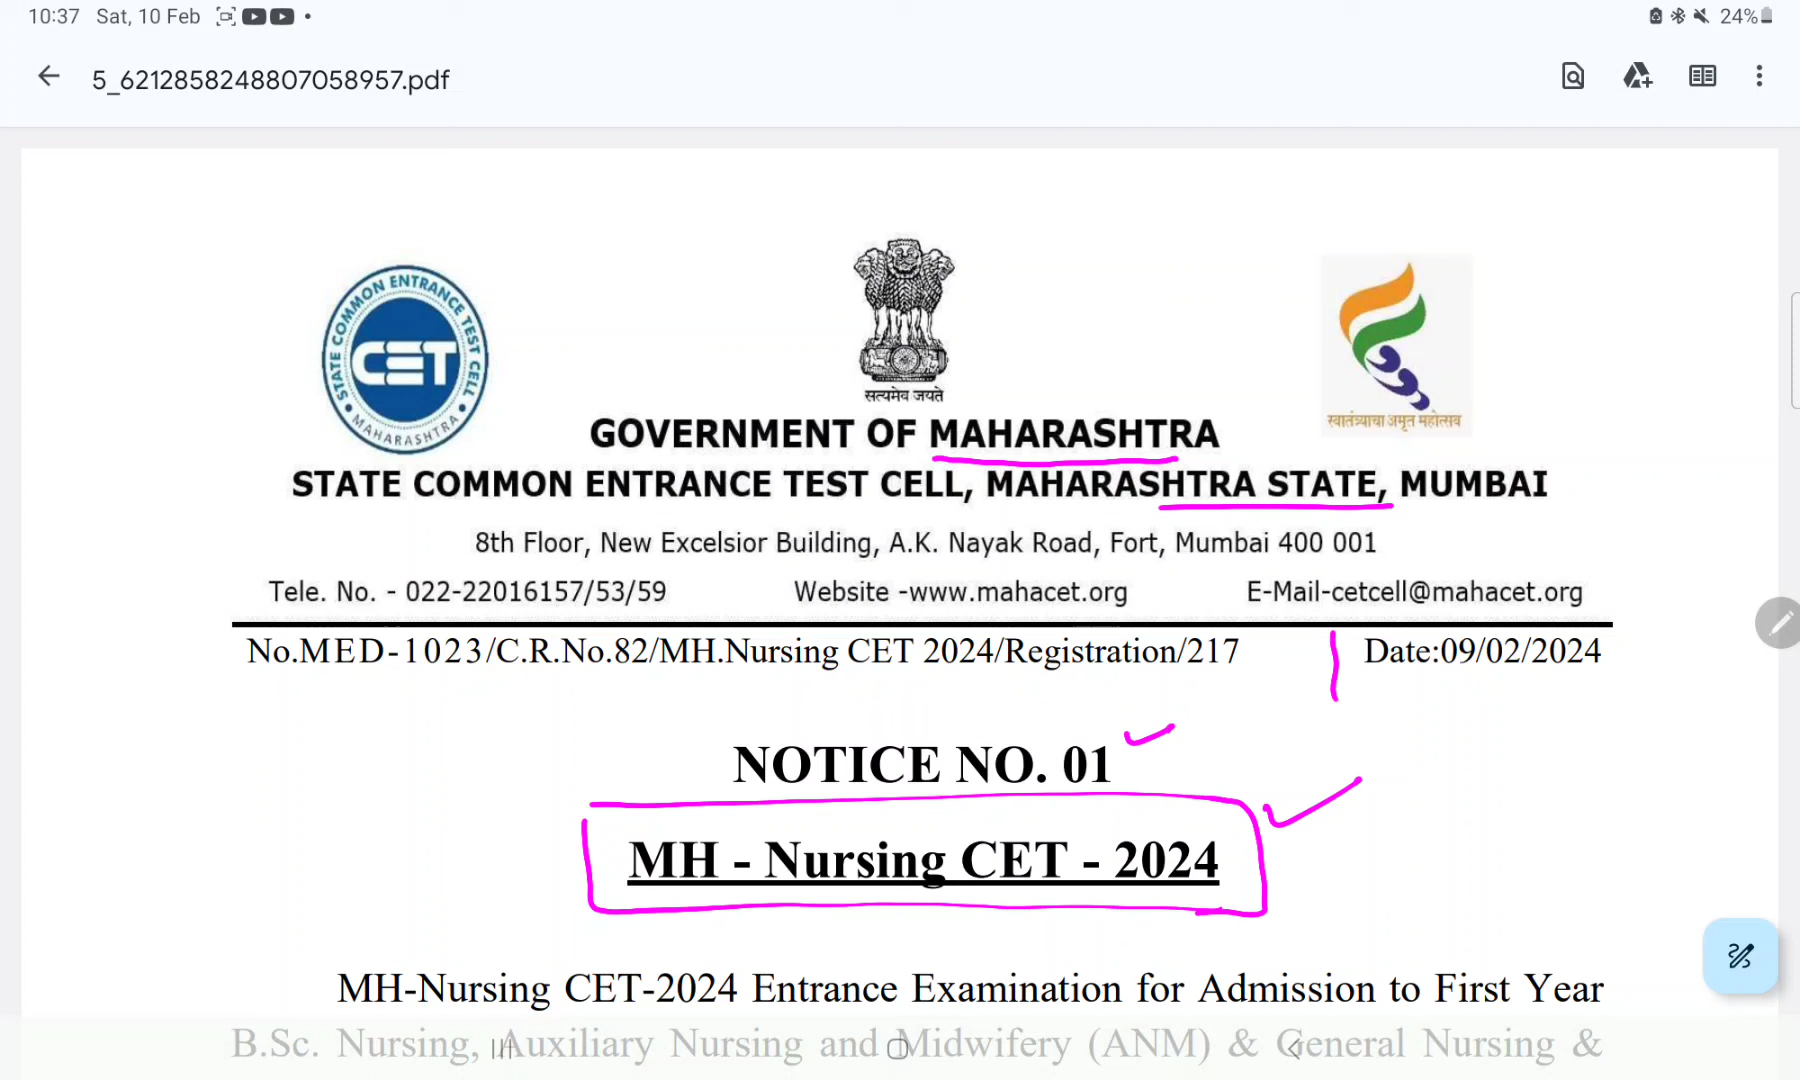 10:37 Sat, 10 Feb
24%
5_6212858248807058957.pdf
STATE COMMON ENTRANCE TEST CELL
CET
MAHARASHTRA
सत्यमेव जयते
स्वातंत्र्याचा अमृत महोत्सव
GOVERNMENT OF MAHARASHTRA
STATE COMMON ENTRANCE TEST CELL, MAHARASHTRA STATE, MUMBAI
8th Floor, New Excelsior Building, A.K. Nayak Road, Fort, Mumbai 400 001
Tele. No. - 022-22016157/53/59 Website -www.mahacet.org E-Mail-cetcell@mahacet.org
No.MED-1023/C.R.No.82/MH.Nursing CET 2024/Registration/217 Date:09/02/2024
NOTICE NO. 01
MH - Nursing CET - 2024
MH-Nursing CET-2024 Entrance Examination for Admission to First Year
B.Sc. Nursing, Auxiliary Nursing and Midwifery (ANM) & General Nursing &